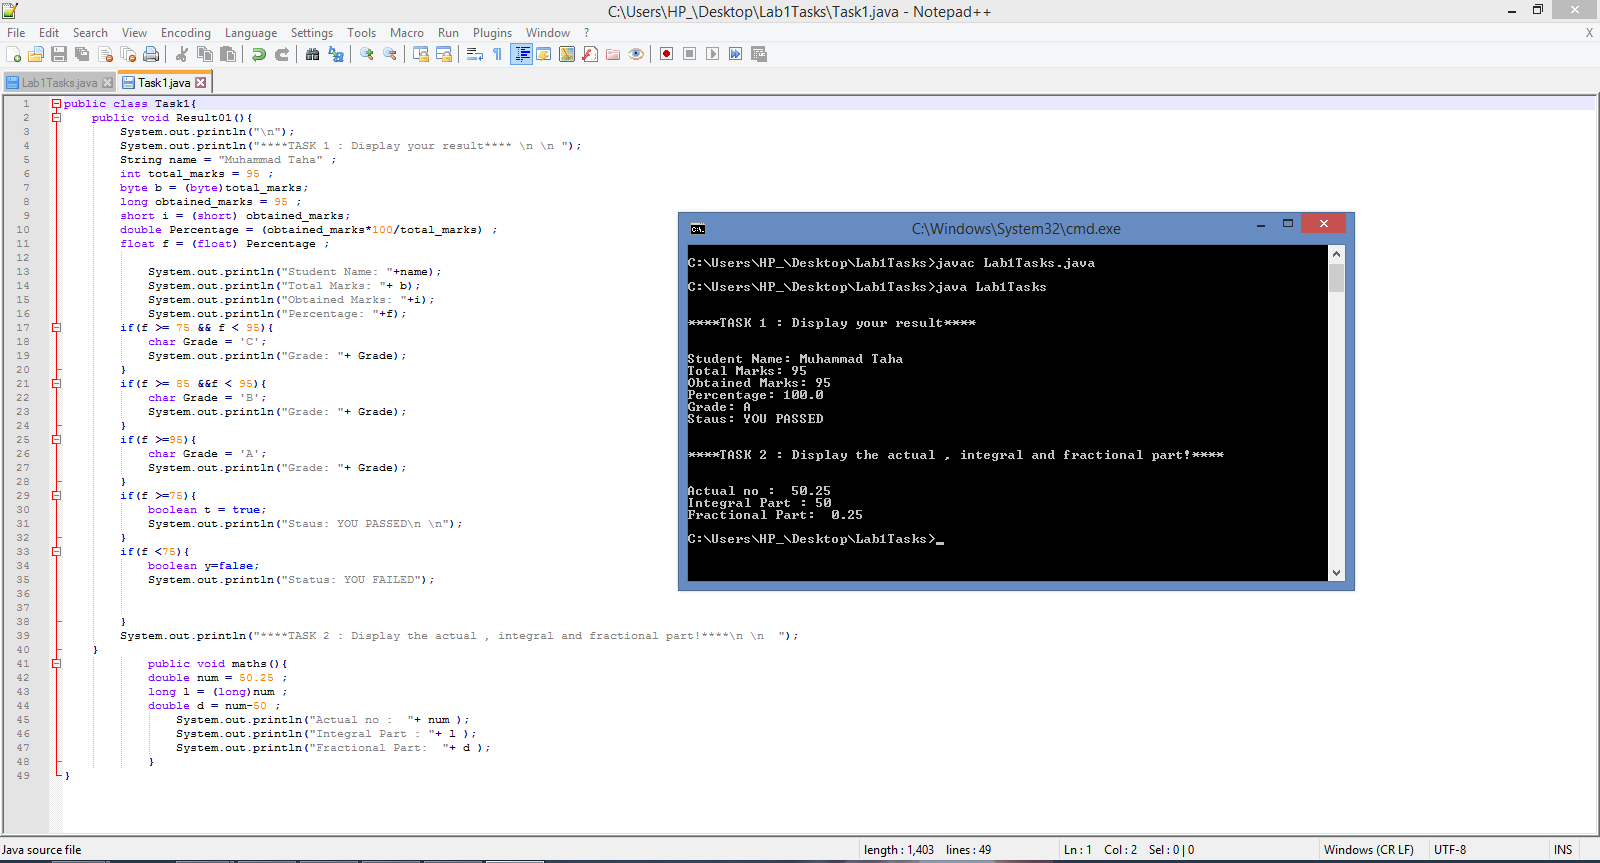 C:\Users\HP_\Desktop\Lab1Tasks\Task1.java - Notepad++
File Edit Search View Encoding Language Settings Tools Macro Run Plugins Window ? X
Lab1Tasks.java Task1.java
1 public class Task1{
2 public void Result01(){
3 System.out.println("\n");
4 System.out.println("****TASK 1 : Display your result**** \n \n ");
5 String name = "Muhammad Taha" ;
6 int total_marks = 95 ;
7 byte b = (byte)total_marks;
8 long obtained_marks = 95 ;
9 short i = (short) obtained_marks;
10 double Percentage = (obtained_marks*100/total_marks) ;
11 float f = (float) Percentage ;
12
13 System.out.println("Student Name: "+name);
14 System.out.println("Total Marks: "+ b);
15 System.out.println("Obtained Marks: "+i);
16 System.out.println("Percentage: "+f);
17 if(f >= 75 && f < 95){
18 char Grade = 'C';
19 System.out.println("Grade: "+ Grade);
20 }
21 if(f >= 85 &&f < 95){
22 char Grade = 'B';
23 System.out.println("Grade: "+ Grade);
24 }
25 if(f >=95){
26 char Grade = 'A';
27 System.out.println("Grade: "+ Grade);
28 }
29 if(f >=75){
30 boolean t = true;
31 System.out.println("Staus: YOU PASSED\n \n");
32 }
33 if(f <75){
34 boolean y=false;
35 System.out.println("Status: YOU FAILED");
36
37
38 }
39 System.out.println("****TASK 2 : Display the actual , integral and fractional part!****\n \n  ");
40 }
41 public void maths(){
42 double num = 50.25 ;
43 long l = (long)num ;
44 double d = num-50 ;
45 System.out.println("Actual no :  "+ num );
46 System.out.println("Integral Part : "+ l );
47 System.out.println("Fractional Part:  "+ d );
48 }
49 }
C:\Windows\System32\cmd.exe
C:\Users\HP_\Desktop\Lab1Tasks>javac Lab1Tasks.java
C:\Users\HP_\Desktop\Lab1Tasks>java Lab1Tasks
****TASK 1 : Display your result****
Student Name: Muhammad Taha
Total Marks: 95
Obtained Marks: 95
Percentage: 100.0
Grade: A
Staus: YOU PASSED
****TASK 2 : Display the actual , integral and fractional part!****
Actual no :  50.25
Integral Part : 50
Fractional Part:  0.25
C:\Users\HP_\Desktop\Lab1Tasks>_
Java source file length : 1,403 lines : 49 Ln : 1 Col : 2 Sel : 0 | 0 Windows (CR LF) UTF-8 INS